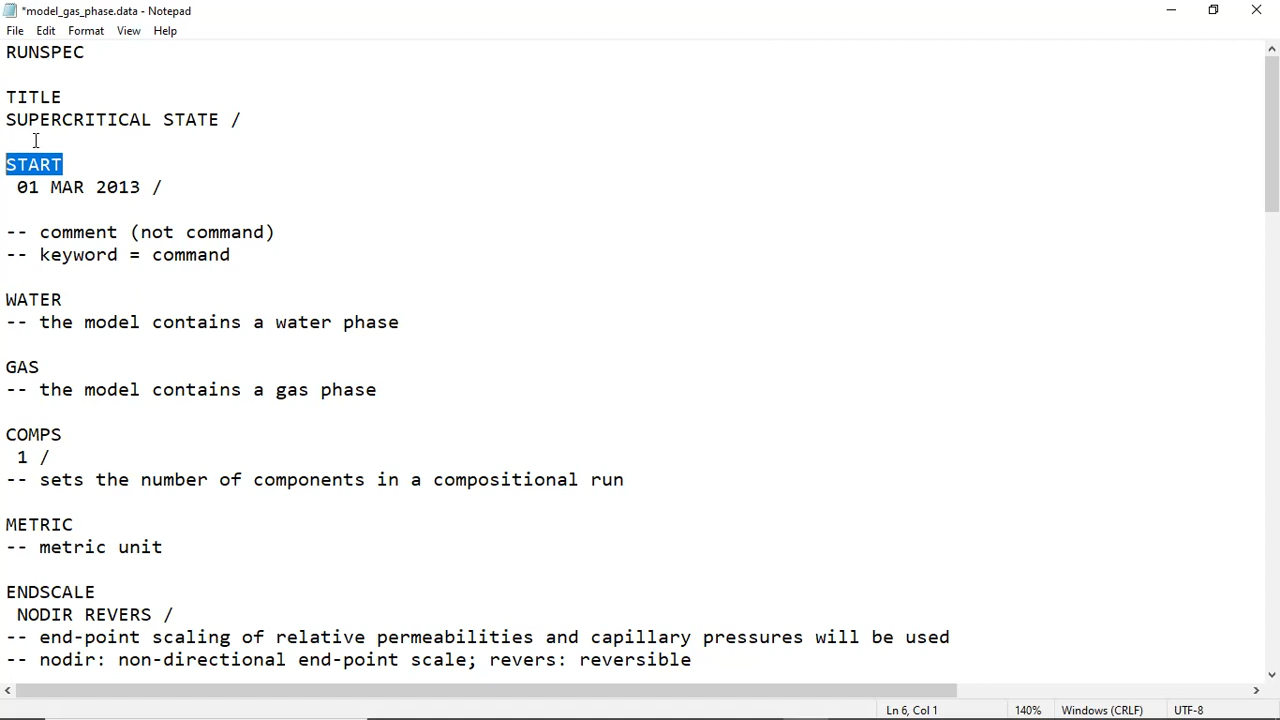 *model_gas_phase.data - Notepad
File Edit Format View Help
RUNSPEC
TITLE
SUPERCRITICAL STATE /
START
01 MAR 2013 /
-- comment (not command)
-- keyword = command
WATER
-- the model contains a water phase
GAS
-- the model contains a gas phase
COMPS
1 /
-- sets the number of components in a compositional run
METRIC
-- metric unit
ENDSCALE
NODIR REVERS /
-- end-point scaling of relative permeabilities and capillary pressures will be used
-- nodir: non-directional end-point scale; revers: reversible
Ln 6, Col 1 140% Windows (CRLF) UTF-8